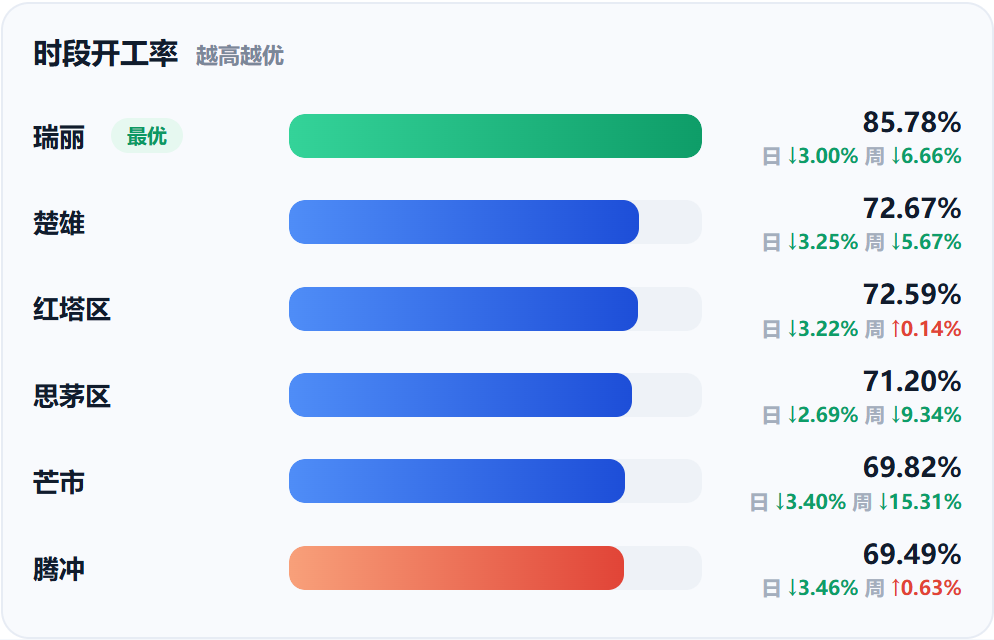 时段开工率 越高越优
瑞丽 最优 85.78%
日 ↓3.00% 周 ↓6.66%
楚雄 72.67%
日 ↓3.25% 周 ↓5.67%
红塔区 72.59%
日 ↓3.22% 周 ↑0.14%
思茅区 71.20%
日 ↓2.69% 周 ↓9.34%
芒市 69.82%
日 ↓3.40% 周 ↓15.31%
腾冲 69.49%
日 ↓3.46% 周 ↑0.63%